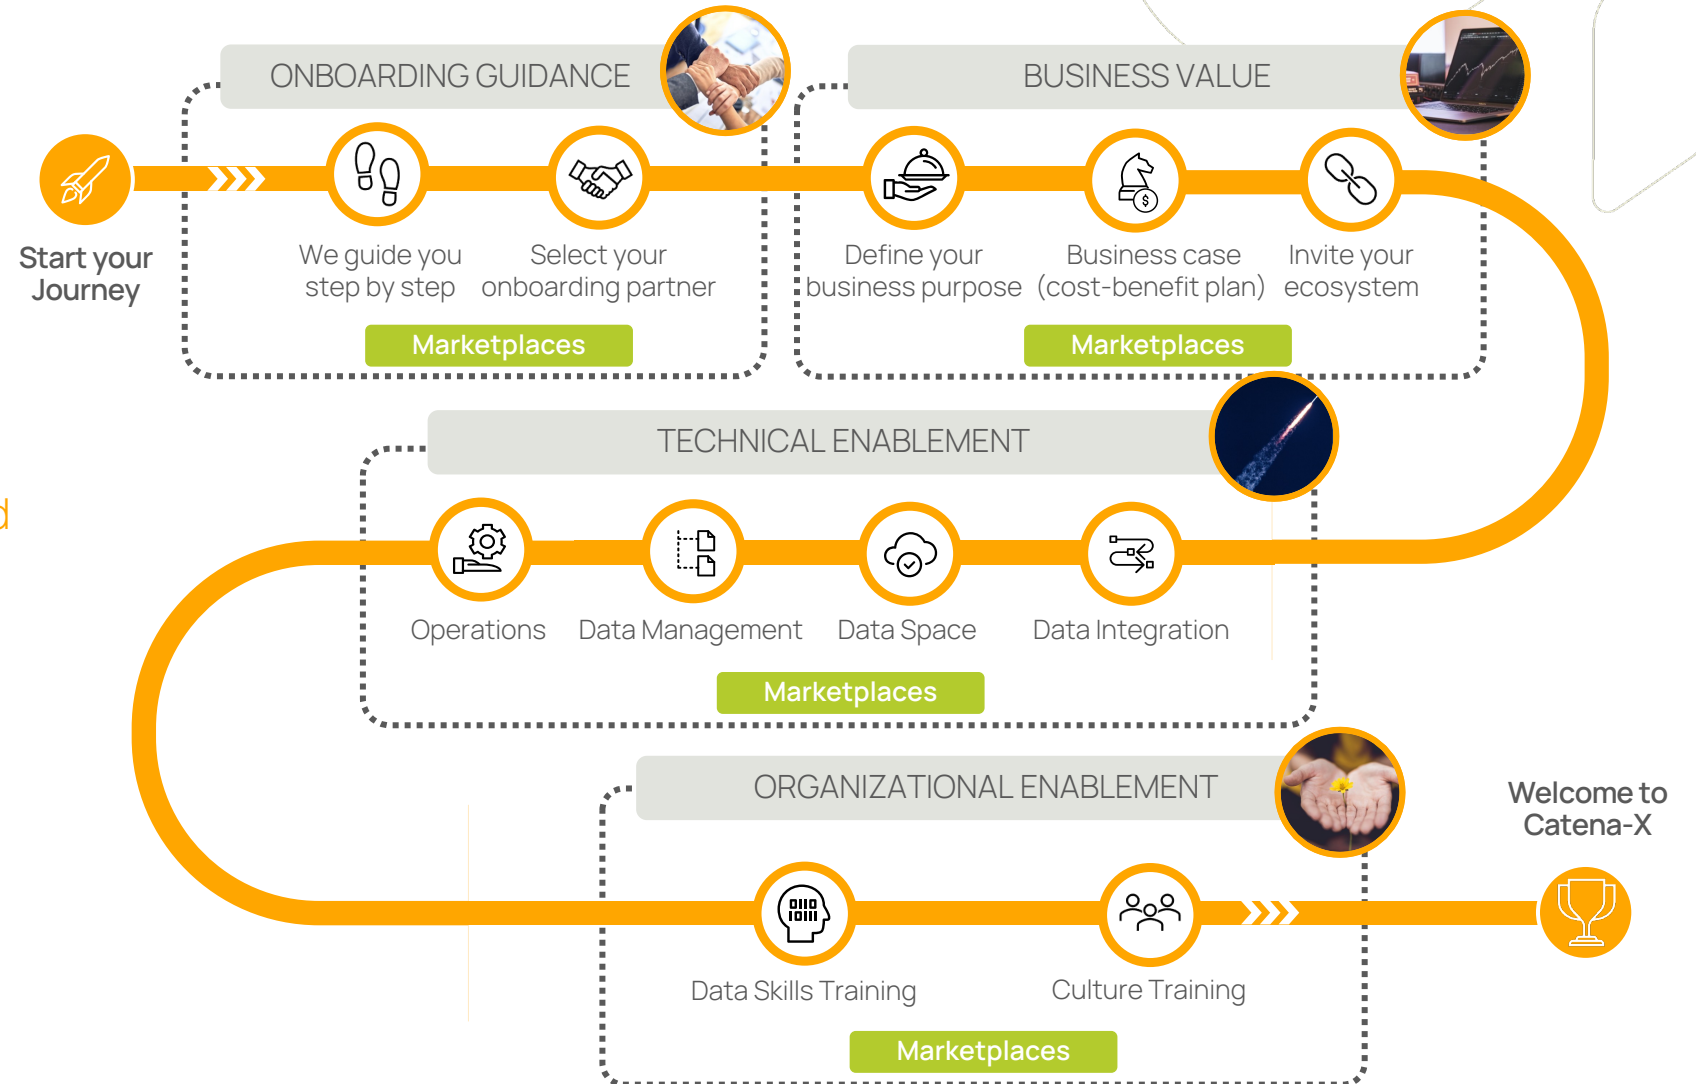 ONBOARDING GUIDANCE
BUSINESS VALUE
Start your
Journey
We guide you
step by step
Select your
onboarding partner
Marketplaces
Define your
business purpose
Business case
(cost-benefit plan)
Invite your
ecosystem
Marketplaces
TECHNICAL ENABLEMENT
d
Operations
Data Management
Data Space
Data Integration
Marketplaces
ORGANIZATIONAL ENABLEMENT
Welcome to
Catena-X
Data Skills Training
Culture Training
Marketplaces